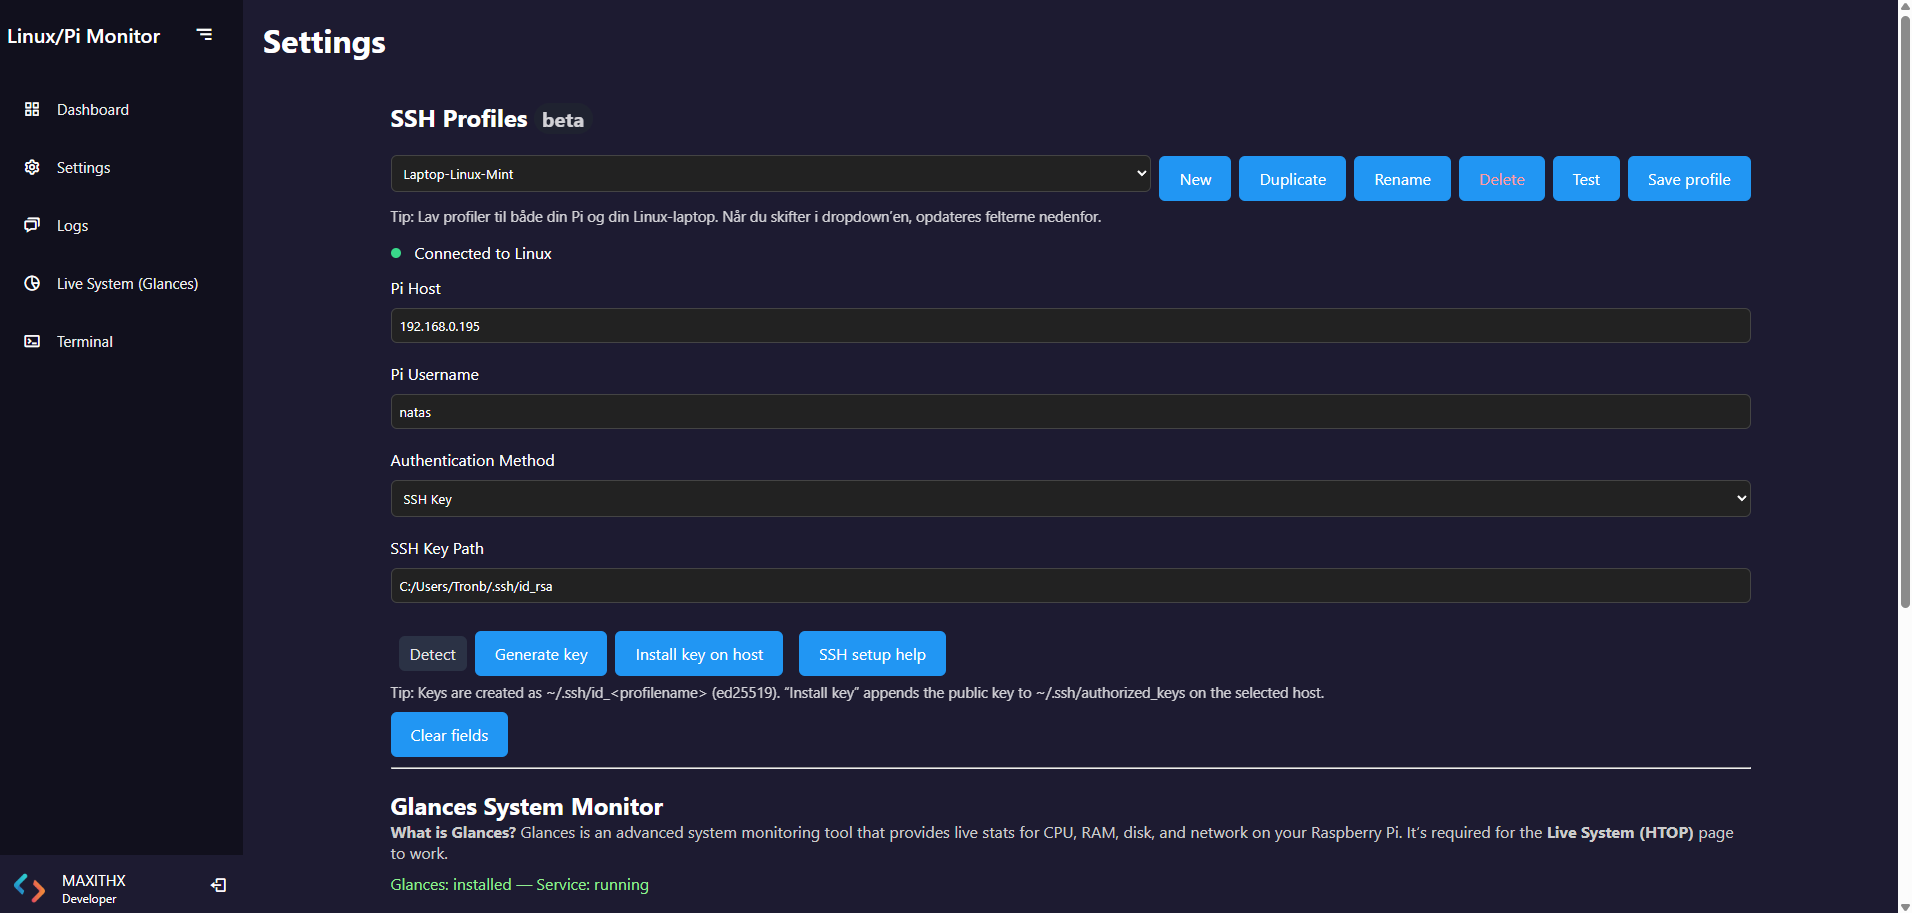 Linux/Pi Monitor
Dashboard
Settings
Logs
Live System (Glances)
Terminal
MAXITHX
Developer
Settings
SSH Profiles beta
Laptop-Linux-Mint
New
Duplicate
Rename
Delete
Test
Save profile
Tip: Lav profiler til både din Pi og din Linux-laptop. Når du skifter i dropdown’en, opdateres felterne nedenfor.
Connected to Linux
Pi Host
192.168.0.195
Pi Username
natas
Authentication Method
SSH Key
SSH Key Path
C:/Users/Tronb/.ssh/id_rsa
Detect
Generate key
Install key on host
SSH setup help
Tip: Keys are created as ~/.ssh/id_<profilename> (ed25519). “Install key” appends the public key to ~/.ssh/authorized_keys on the selected host.
Clear fields
Glances System Monitor
What is Glances? Glances is an advanced system monitoring tool that provides live stats for CPU, RAM, disk, and network on your Raspberry Pi. It’s required for the Live System (HTOP) page
to work.
Glances: installed — Service: running